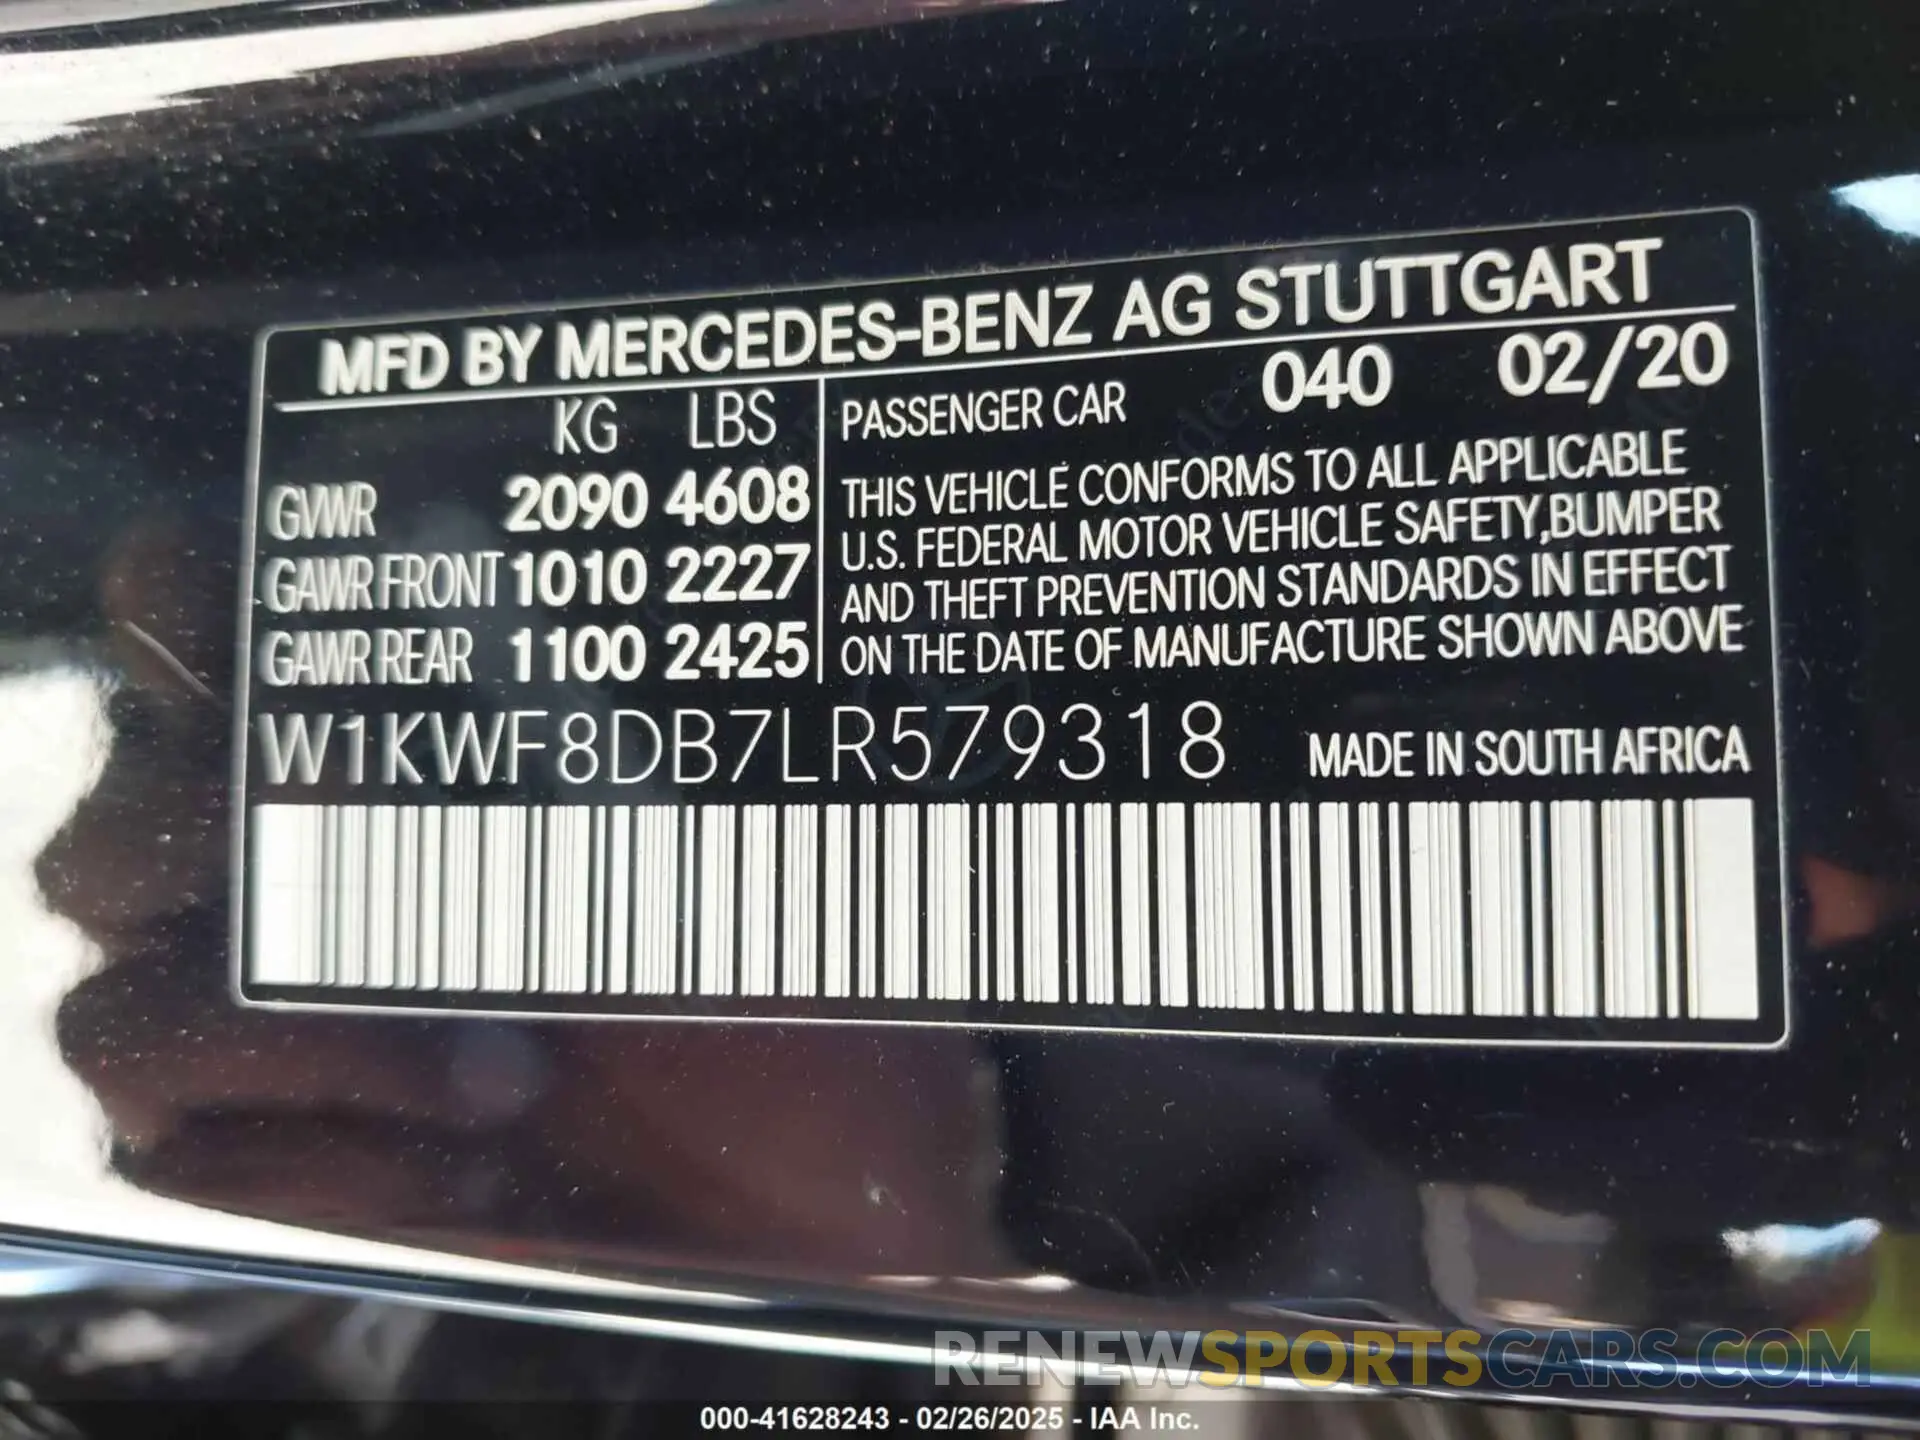 MFD BY MERCEDES-BENZ AG STUTTGART
KG LBS
GVWR 2090 4608
GAWR FRONT 1010 2227
GAWR REAR 1100 2425
PASSENGER CAR 040 02/20
THIS VEHICLE CONFORMS TO ALL APPLICABLE
U.S. FEDERAL MOTOR VEHICLE SAFETY,BUMPER
AND THEFT PREVENTION STANDARDS IN EFFECT
ON THE DATE OF MANUFACTURE SHOWN ABOVE
W1KWF8DB7LR579318 MADE IN SOUTH AFRICA
RENEWSPORTSCARS.COM
000-41628243 - 02/26/2025 - IAA Inc.